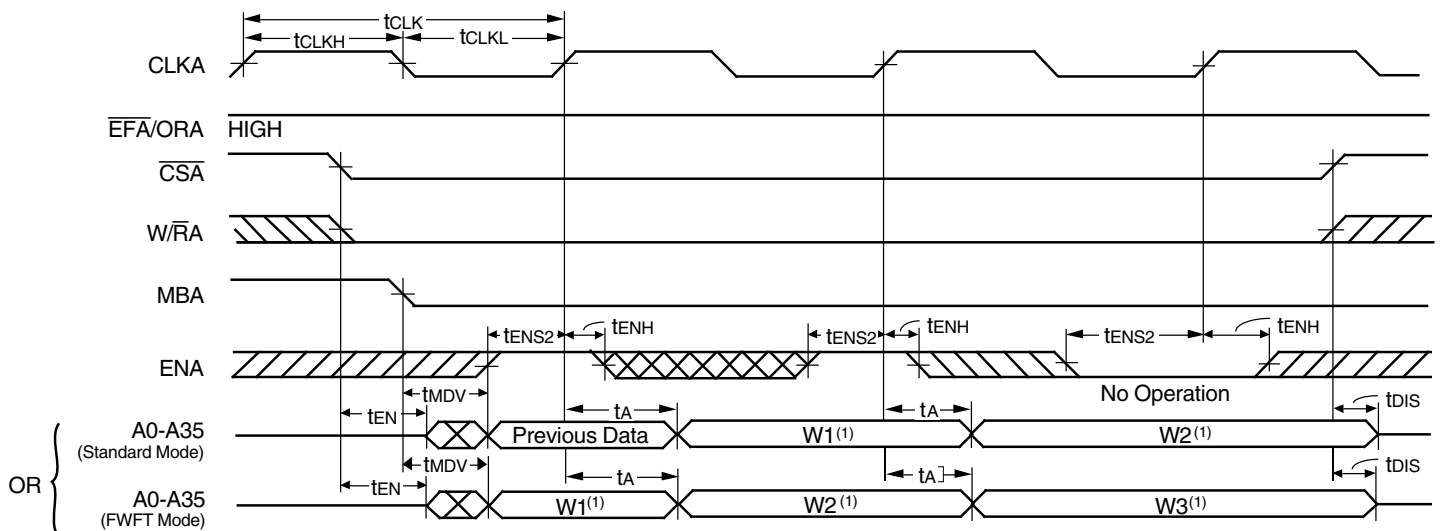 tCLK
tCLKH tCLKL
CLKA
EFA/ORA HIGH
CSA
W/RA
MBA
tENS2 tENH tENS2 tENH tENS2 tENH
ENA
No Operation
tMDV
tEN tA tA tDIS
A0-A35 Previous Data W1(1) W2(1)
(Standard Mode)
OR
tMDV
tEN tA tA tDIS
A0-A35 W1(1) W2(1) W3(1)
(FWFT Mode)